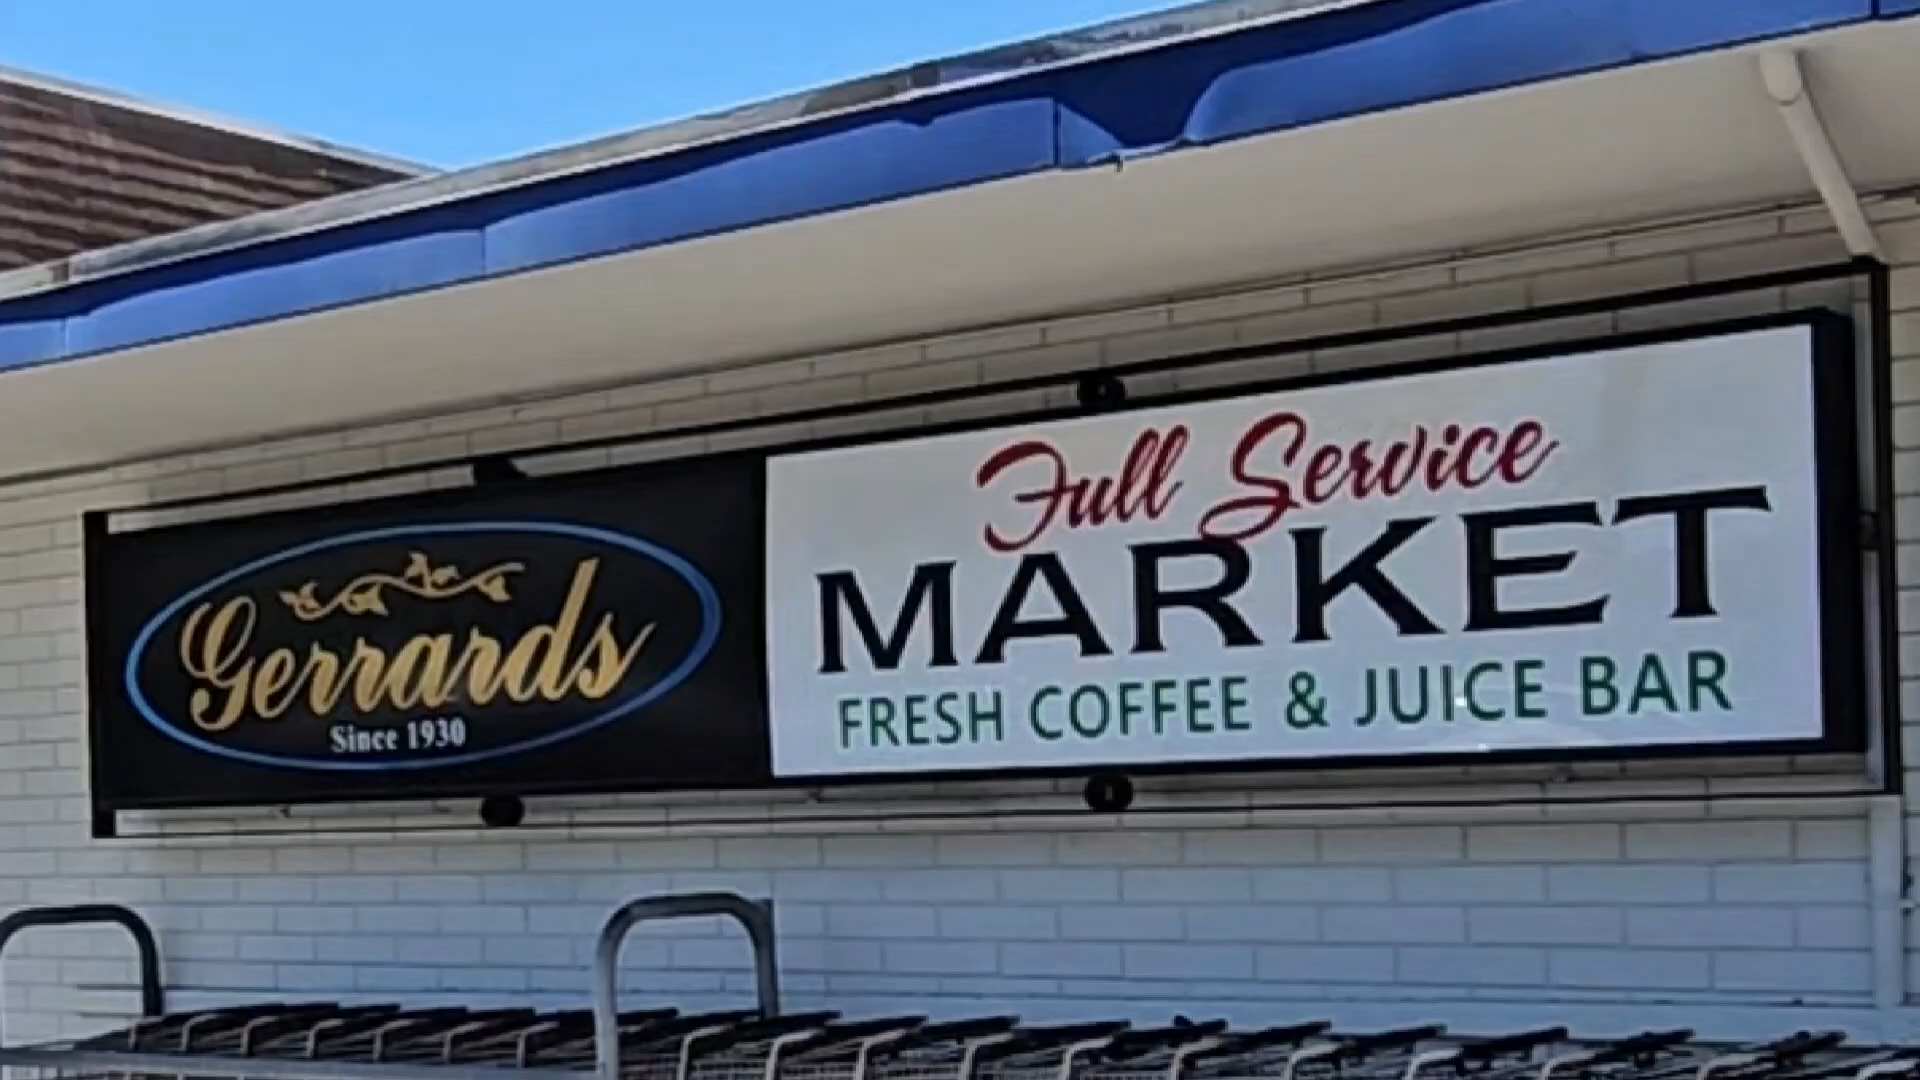 Gerrards
Since 1930
Full Service
MARKET
FRESH COFFEE & JUICE BAR